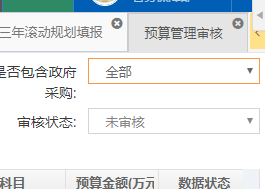 三年滚动规划填报 预算管理审核
是否包含政府采购: 全部
审核状态: 未审核
科目 预算金额(万元 数据状态